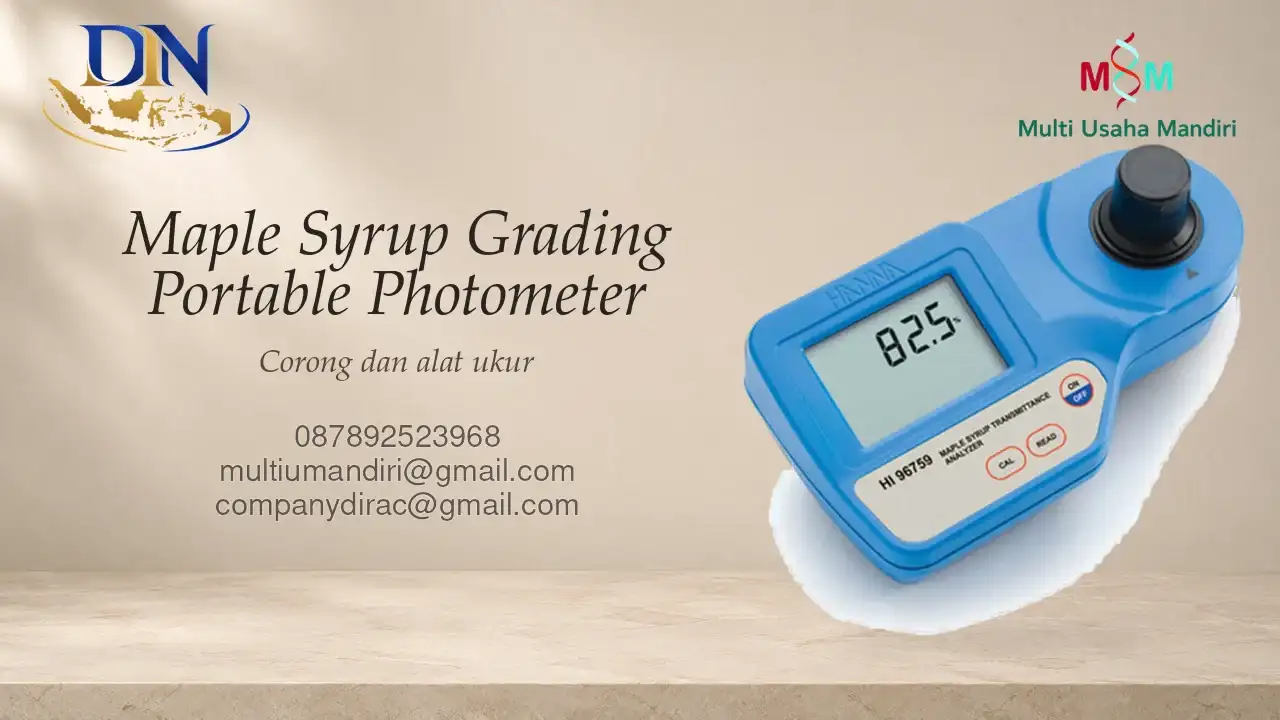 DIN
MSM
Multi Usaha Mandiri
Maple Syrup Grading
Portable Photometer
Corong dan alat ukur
087892523968
multiumandiri@gmail.com
companydirac@gmail.com
HANNA
82.5%
ON
OFF
HI 96759 MAPLE SYRUP TRANSMITTANCE
ANALYZER
CAL
READ